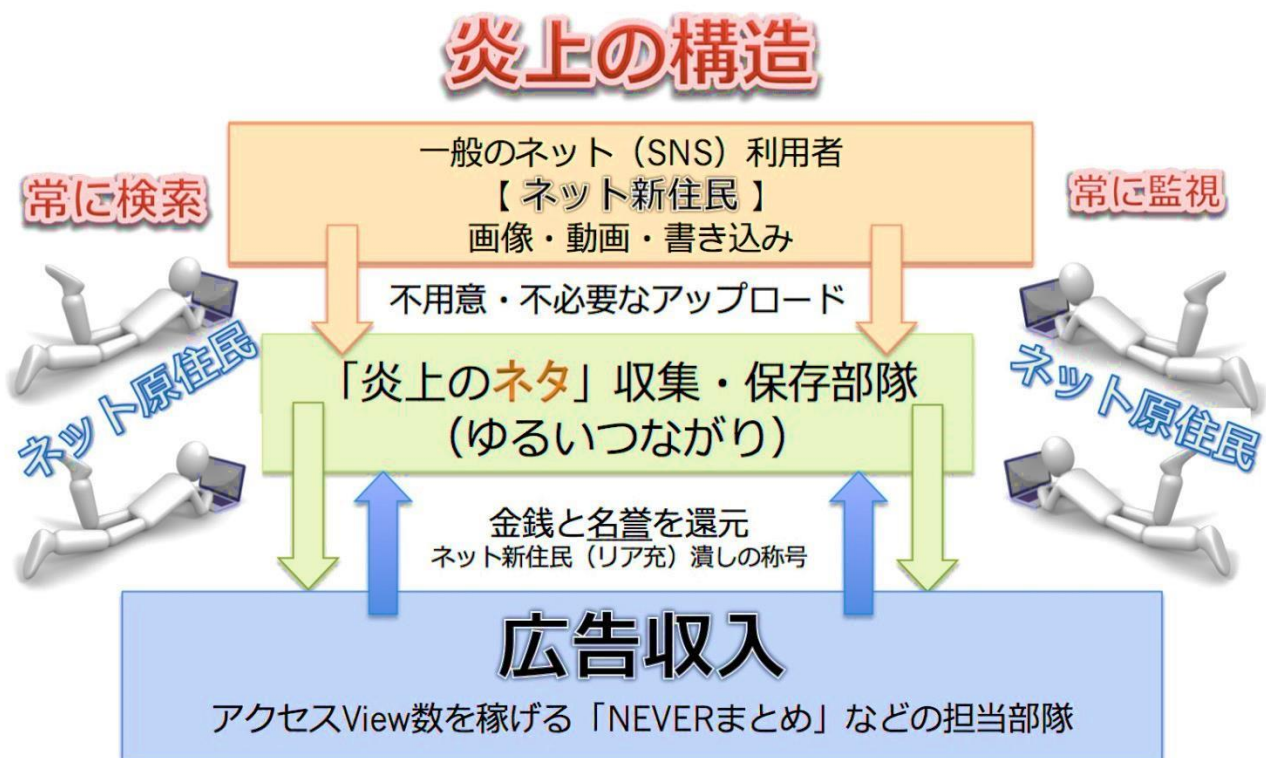 炎上の構造
一般のネット（SNS）利用者
【 ネット新住民 】
画像・動画・書き込み
常に検索
常に監視
不用意・不必要なアップロード
ネット原住民
ネット原住民
「炎上のネタ」収集・保存部隊
（ゆるいつながり）
金銭と名誉を還元
ネット新住民（リア充）潰しの称号
広告収入
アクセスView数を稼げる「NEVERまとめ」などの担当部隊